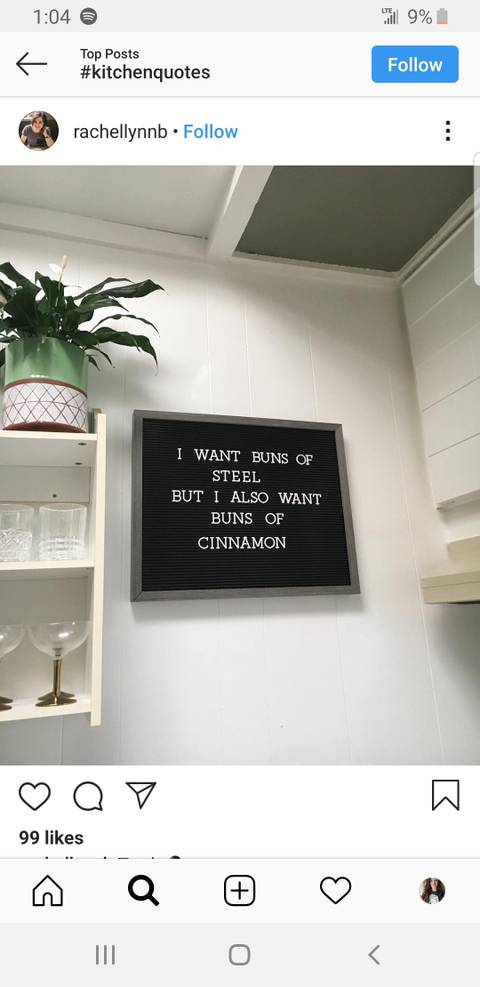 1:04
LTE 9%
Top Posts
#kitchenquotes
Follow
rachellynnb • Follow
I WANT BUNS OF
STEEL
BUT I ALSO WANT
BUNS OF
CINNAMON
99 likes